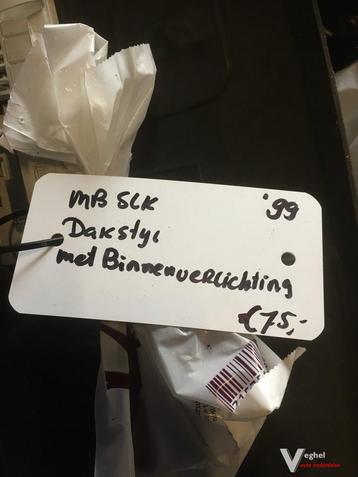 MB SLK '99
Dakstyl
met Binnenverlichting
€75,-
Veghel